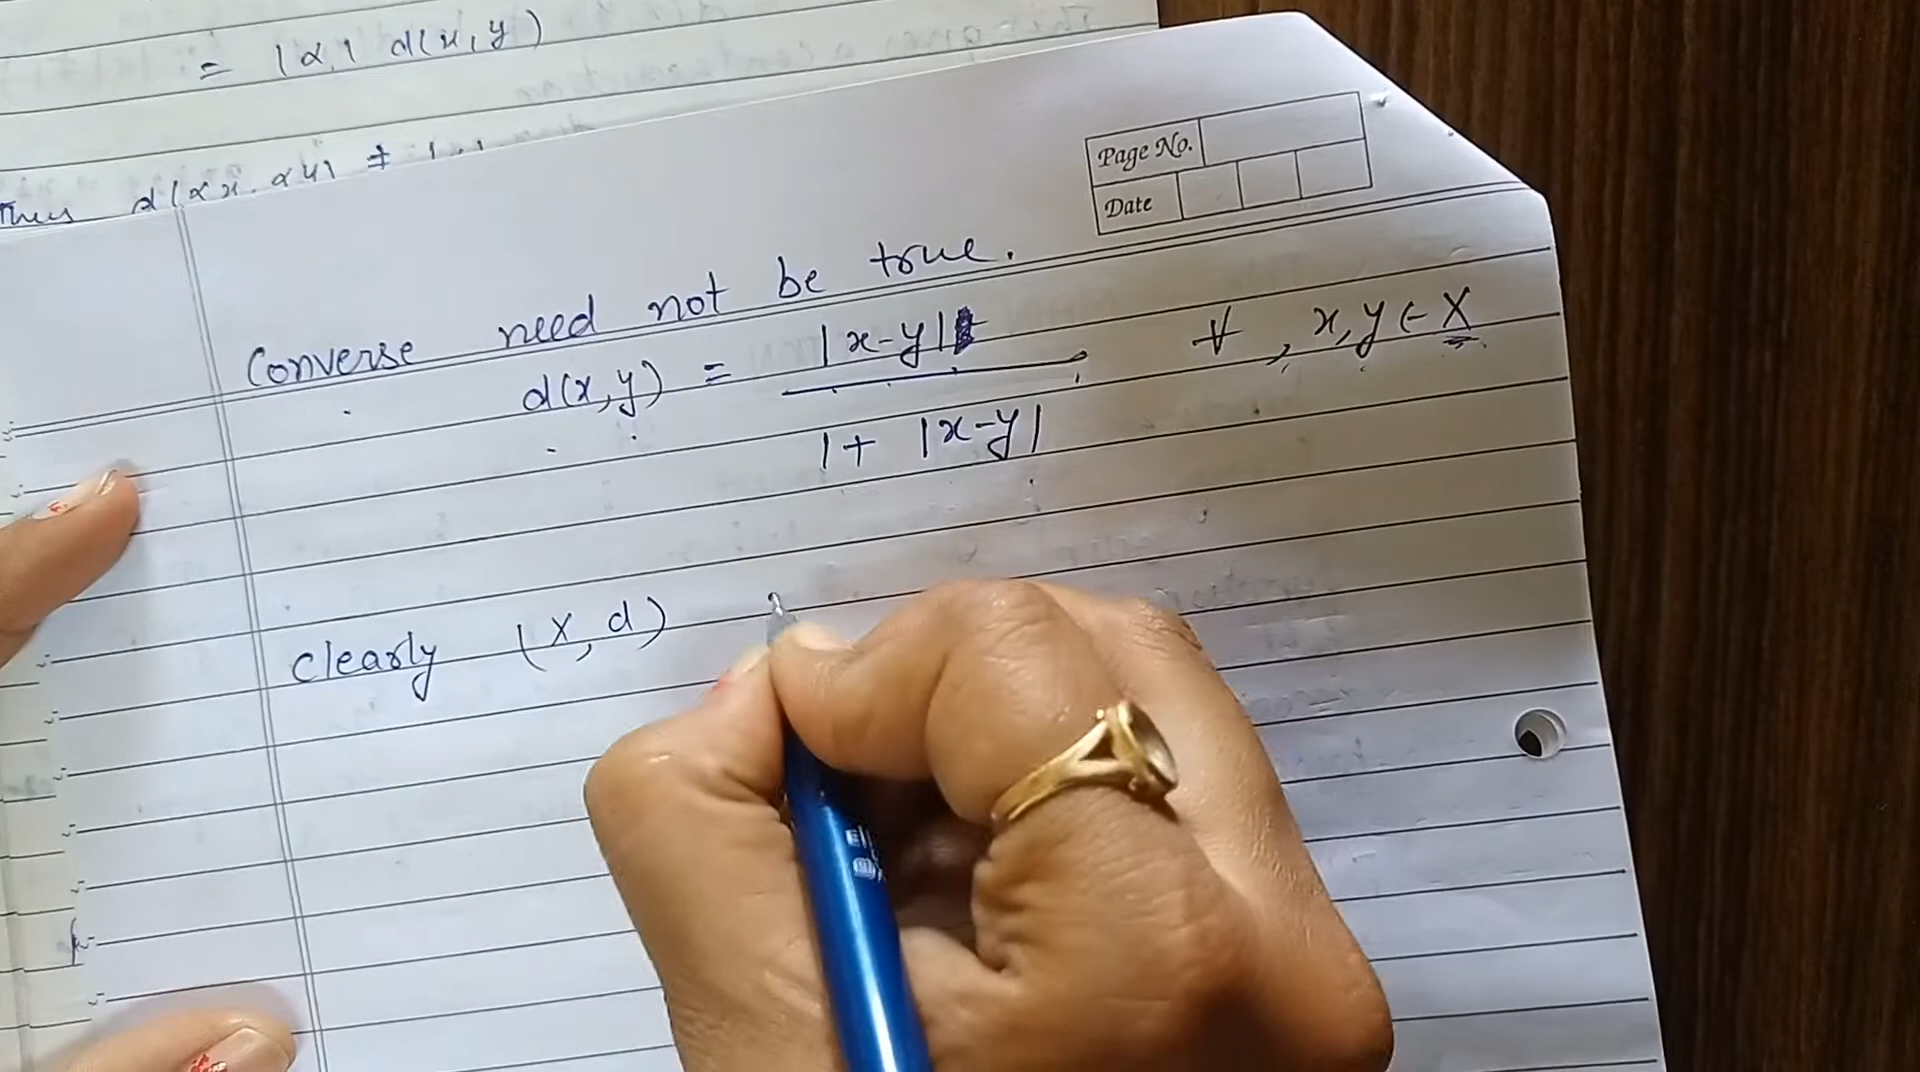 = |α| d(x, y)
Thus d(αx, αy) ≠
Page No.
Date
Converse need not be true.
d(x,y) = |x-y| / 1 + |x-y| ∀, x,y ∈ X
clearly (X, d)